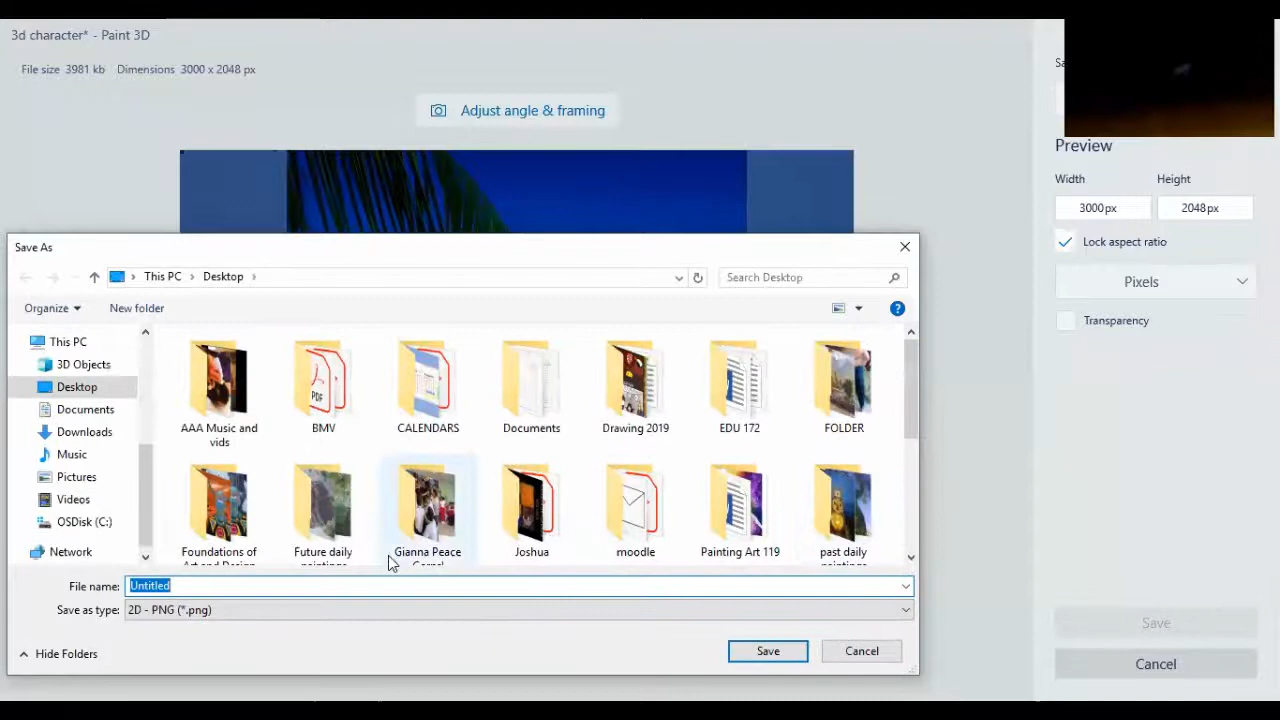 3d character* - Paint 3D
File size 3981 kb Dimensions 3000 x 2048 px
Adjust angle & framing
Preview
Width Height
3000px 2048px
Lock aspect ratio
Pixels
Transparency
Save
Cancel
Save As
This PC Desktop
Search Desktop
Organize New folder
This PC
3D Objects
Desktop
Documents
Downloads
Music
Pictures
Videos
OSDisk (C:)
Network
AAA Music and vids
BMV
CALENDARS
Documents
Drawing 2019
EDU 172
FOLDER
Foundations of
Future daily
Gianna Peace
Joshua
moodle
Painting Art 119
past daily
File name: Untitled
Save as type: 2D - PNG (*.png)
Hide Folders
Save Cancel